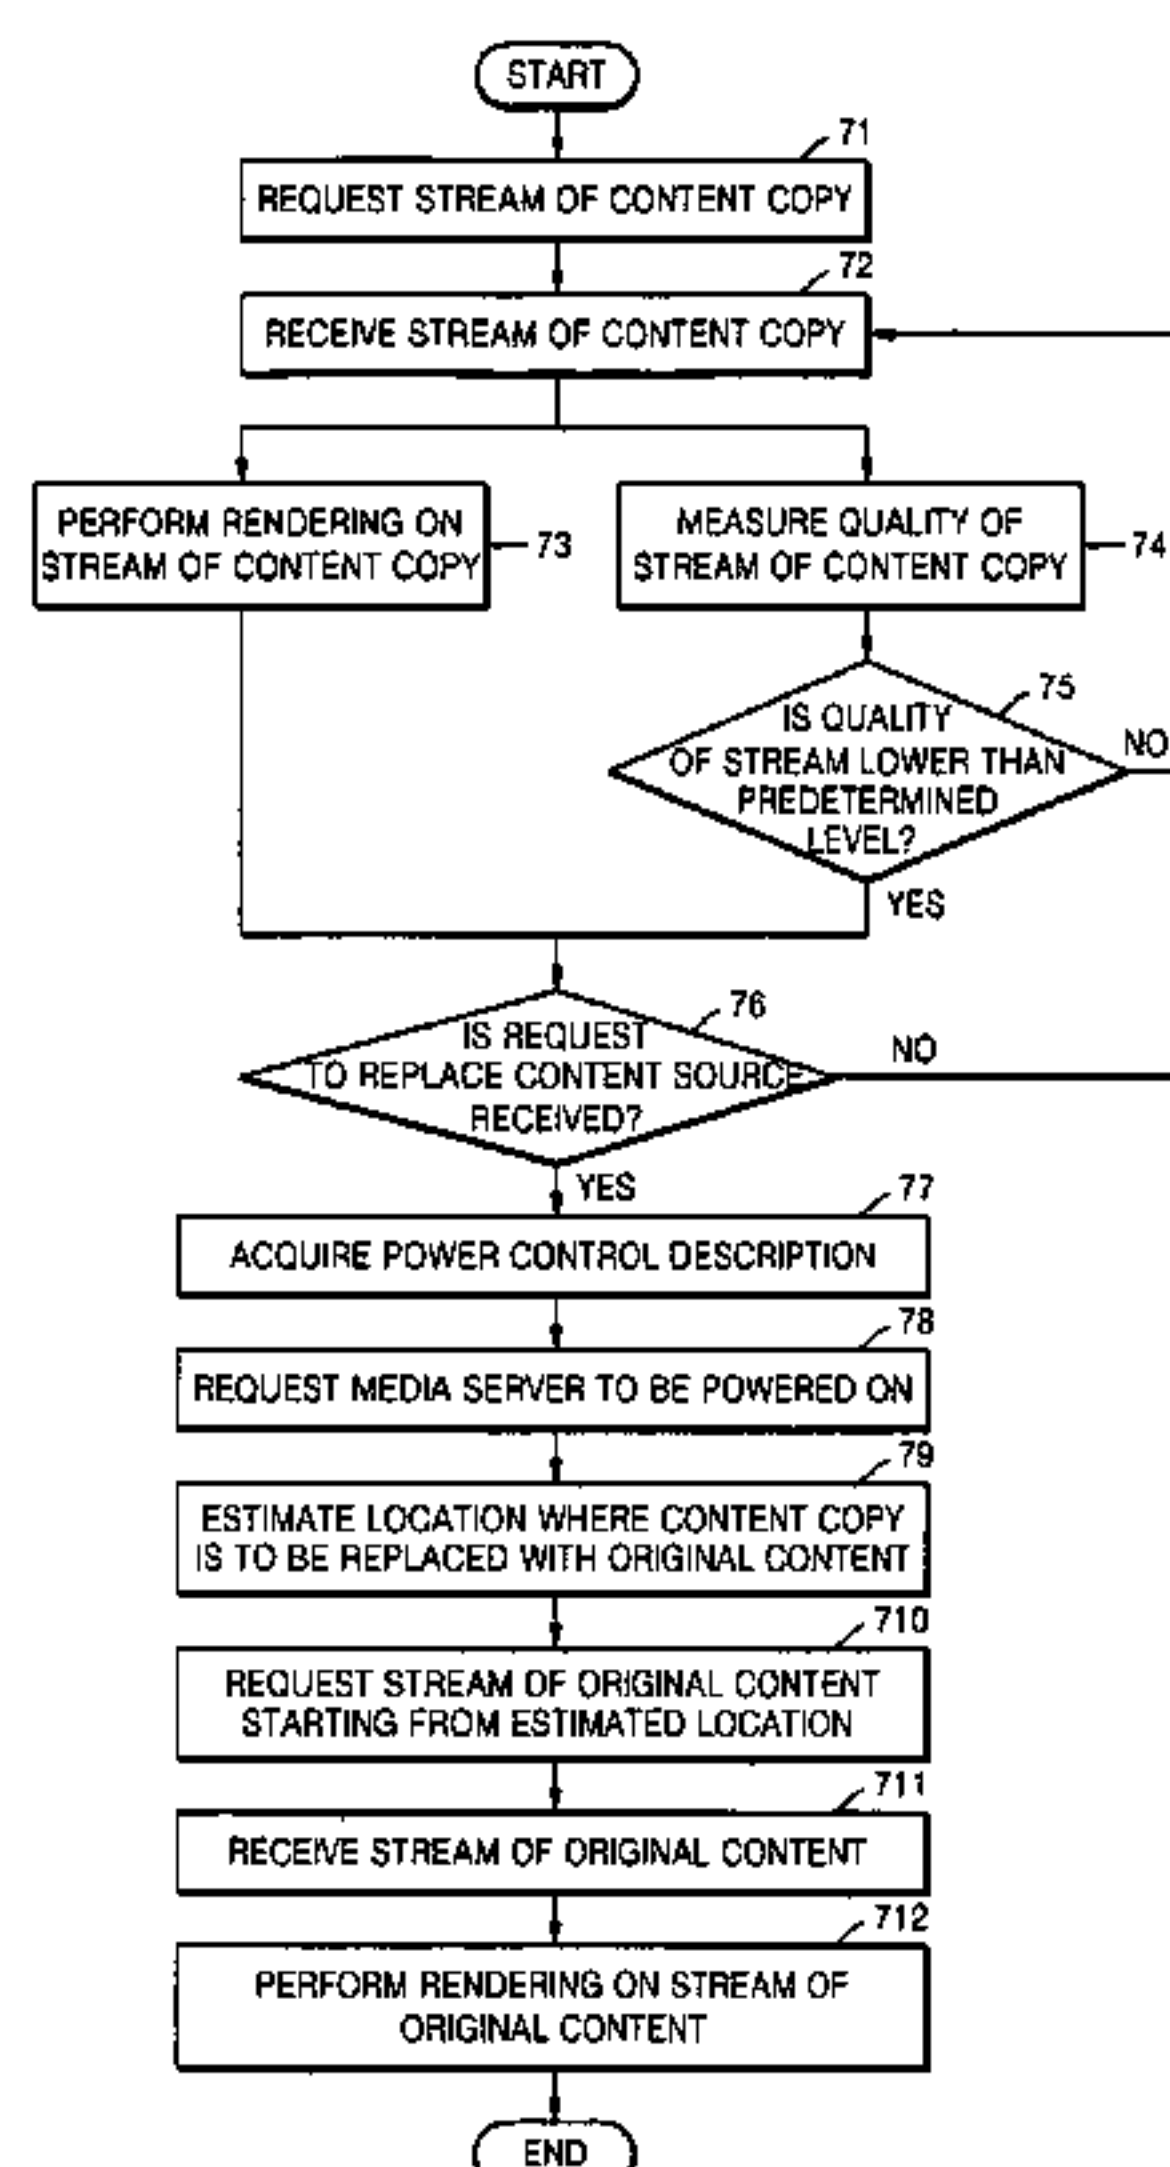 START
71
REQUEST STREAM OF CONTENT COPY
72
RECEIVE STREAM OF CONTENT COPY
PERFORM RENDERING ON
STREAM OF CONTENT COPY
73
MEASURE QUALITY OF
STREAM OF CONTENT COPY
74
75
IS QUALITY
OF STREAM LOWER THAN
PREDETERMINED
LEVEL?
NO
YES
76
IS REQUEST
TO REPLACE CONTENT SOURCE
RECEIVED?
NO
YES
77
ACQUIRE POWER CONTROL DESCRIPTION
78
REQUEST MEDIA SERVER TO BE POWERED ON
79
ESTIMATE LOCATION WHERE CONTENT COPY
IS TO BE REPLACED WITH ORIGINAL CONTENT
710
REQUEST STREAM OF ORIGINAL CONTENT
STARTING FROM ESTIMATED LOCATION
711
RECEIVE STREAM OF ORIGINAL CONTENT
712
PERFORM RENDERING ON STREAM OF
ORIGINAL CONTENT
END